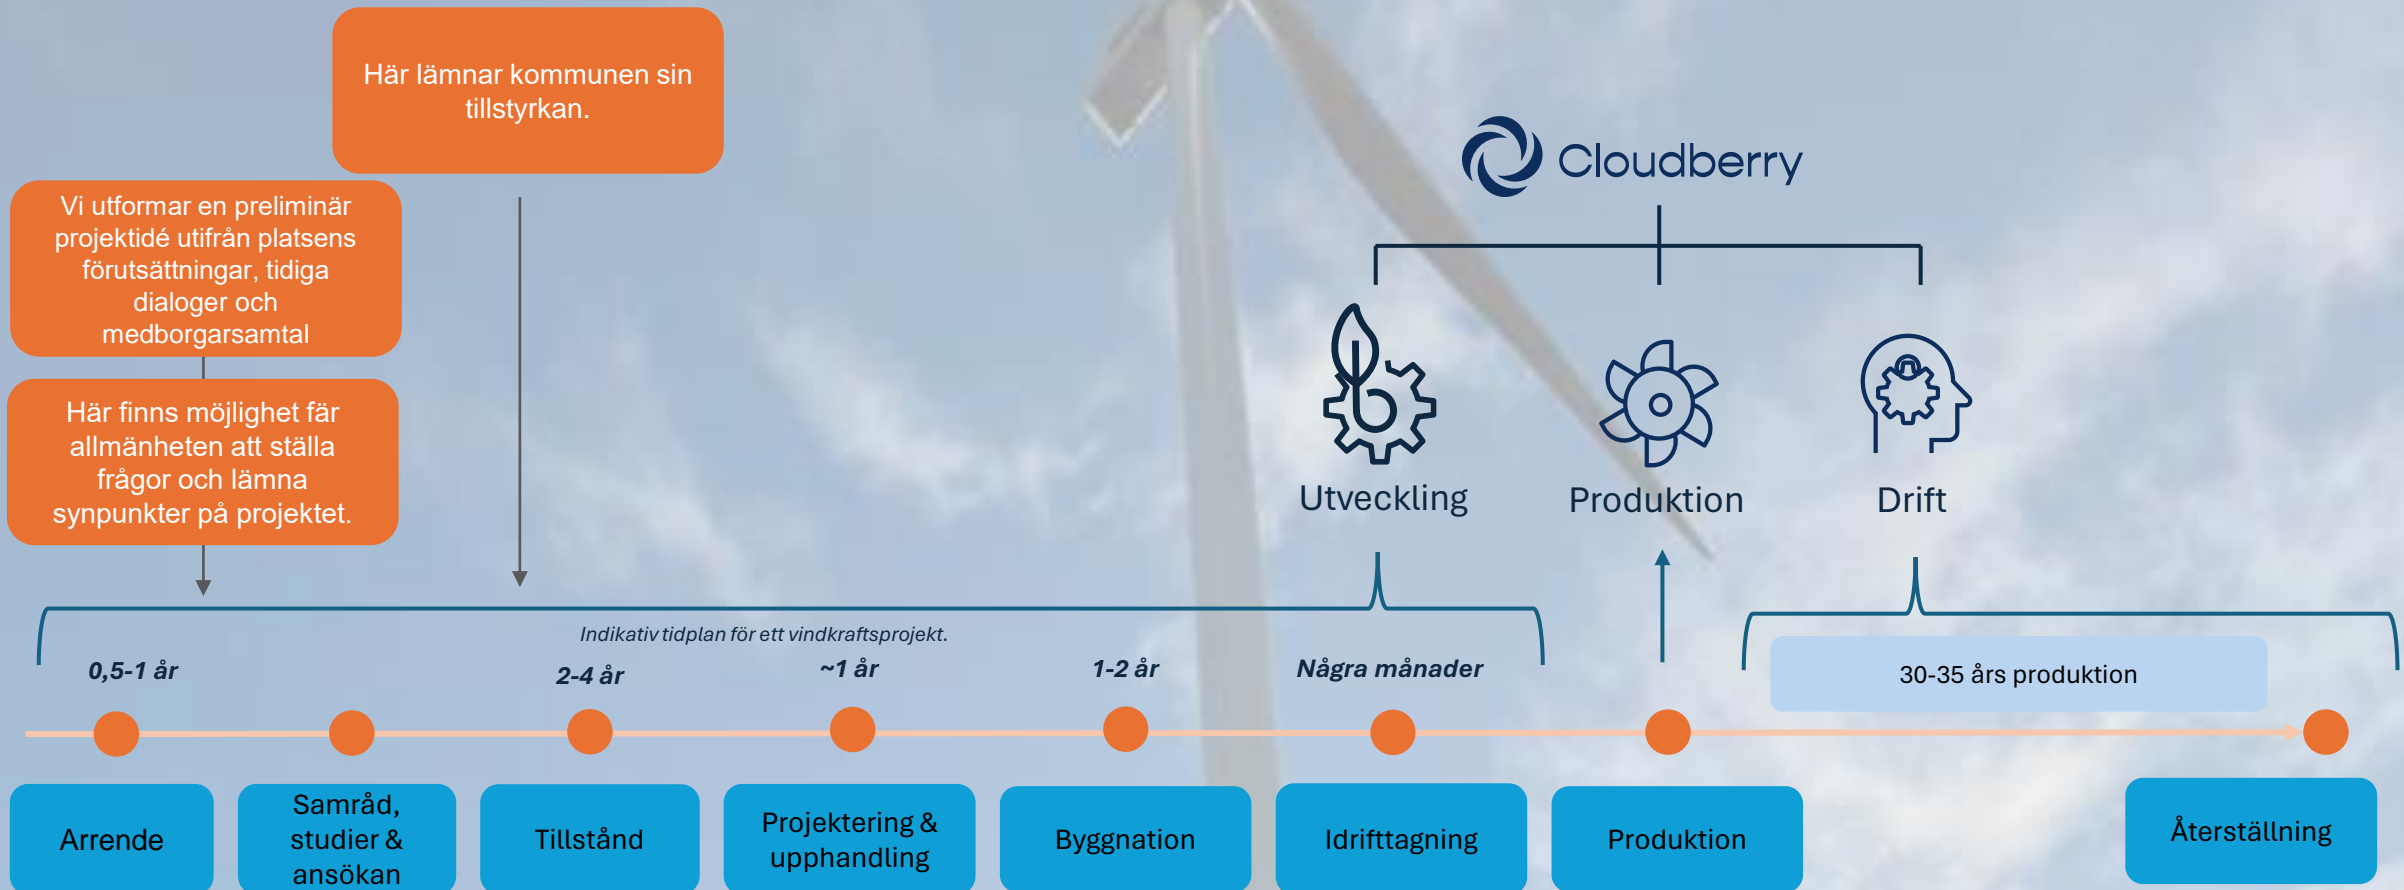 Här lämnar kommunen sin
tillstyrkan.
Vi utformar en preliminär
projektidé utifrån platsens
förutsättningar, tidiga
dialoger och
medborgarsamtal
Här finns möjlighet fär
allmänheten att ställa
frågor och lämna
synpunkter på projektet.
Cloudberry
Utveckling
Produktion
Drift
Indikativ tidplan för ett vindkraftsprojekt.
0,5-1 år
2-4 år
~1 år
1-2 år
Några månader
30-35 års produktion
Arrende
Samråd,
studier &
ansökan
Tillstånd
Projektering &
upphandling
Byggnation
Idrifttagning
Produktion
Återställning